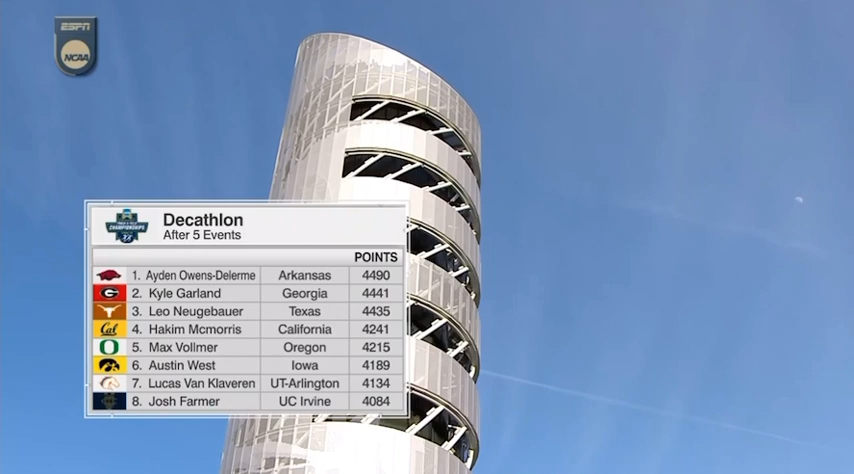 ESPN
NCAA
CHAMPIONSHIPS
Decathlon
After 5 Events
POINTS
1. Ayden Owens-Delerme Arkansas 4490
G 2. Kyle Garland Georgia 4441
3. Leo Neugebauer Texas 4435
Cal 4. Hakim Mcmorris California 4241
O 5. Max Vollmer Oregon 4215
6. Austin West Iowa 4189
7. Lucas Van Klaveren UT-Arlington 4134
8. Josh Farmer UC Irvine 4084